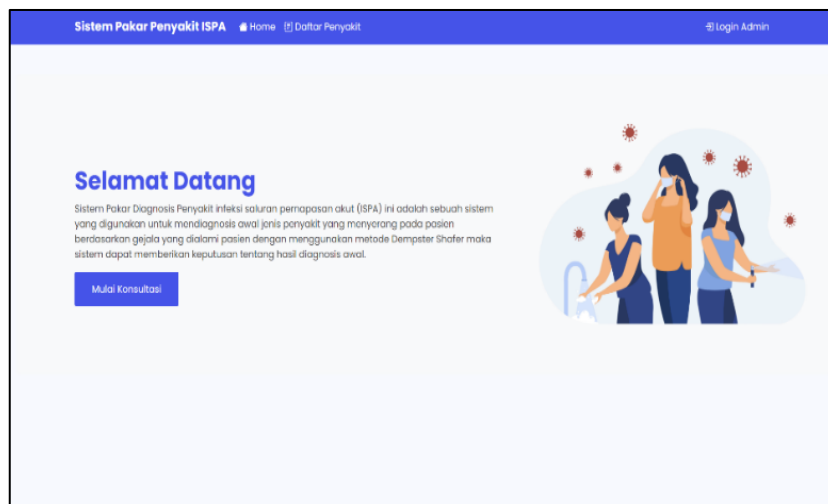 Sistem Pakar Penyakit ISPA Home Daftar Penyakit Login Admin
Selamat Datang
Sistem Pakar Diagnosis Penyakit infeksi saluran pernapasan akut (ISPA) ini adalah sebuah sistem
yang digunakan untuk mendiagnosis awal jenis penyakit yang menyerang pada pasien
berdasarkan gejala yang dialami pasien dengan menggunakan metode Dempster Shafer maka
sistem dapat memberikan keputusan tentang hasil diagnosis awal.
Mulai Konsultasi